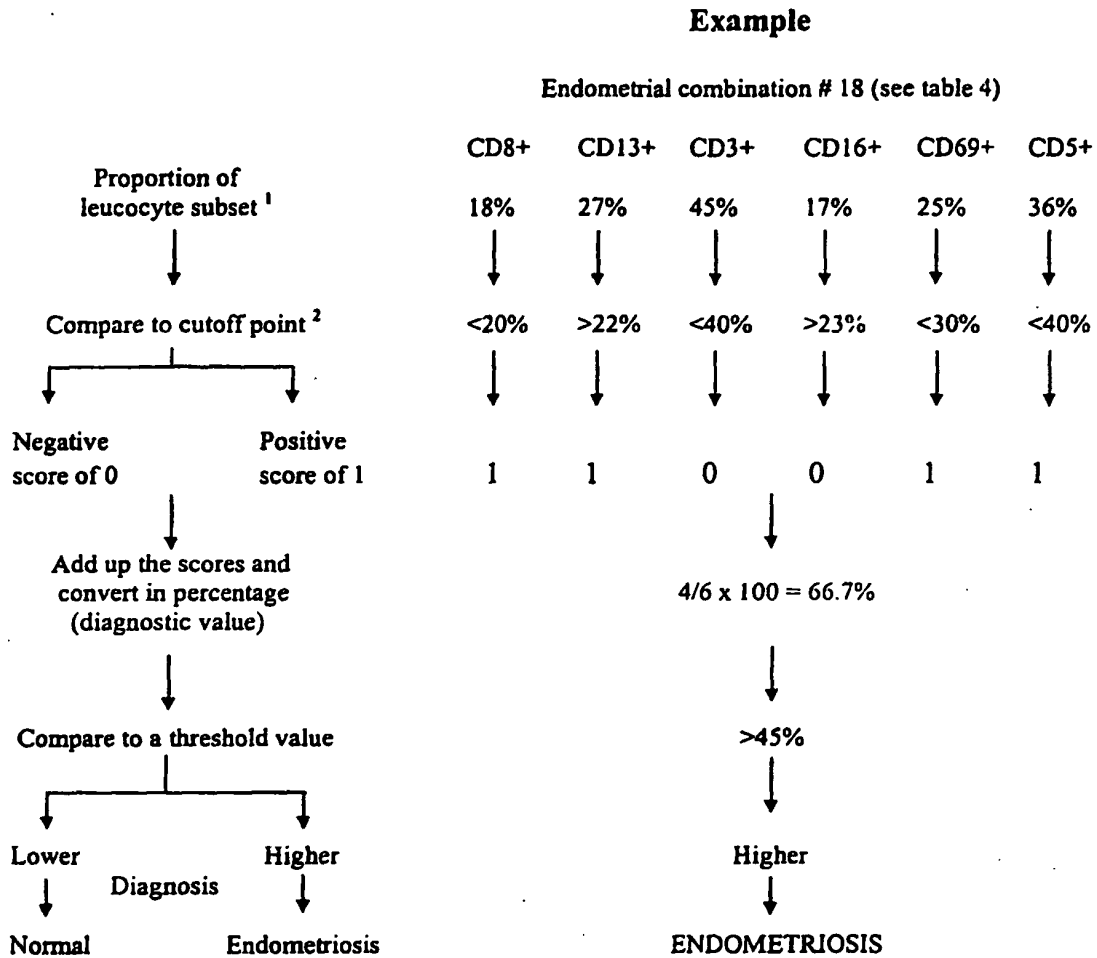 Example
Endometrial combination # 18 (see table 4)
CD8+ CD13+ CD3+ CD16+ CD69+ CD5+
Proportion of
leucocyte subset 1
18% 27% 45% 17% 25% 36%
Compare to cutoff point 2
<20% >22% <40% >23% <30% <40%
Negative
score of 0
Positive
score of 1
1 1 0 0 1 1
Add up the scores and
convert in percentage
(diagnostic value)
4/6 x 100 = 66.7%
Compare to a threshold value
>45%
Lower Higher
Higher
Diagnosis
Normal Endometriosis
ENDOMETRIOSIS